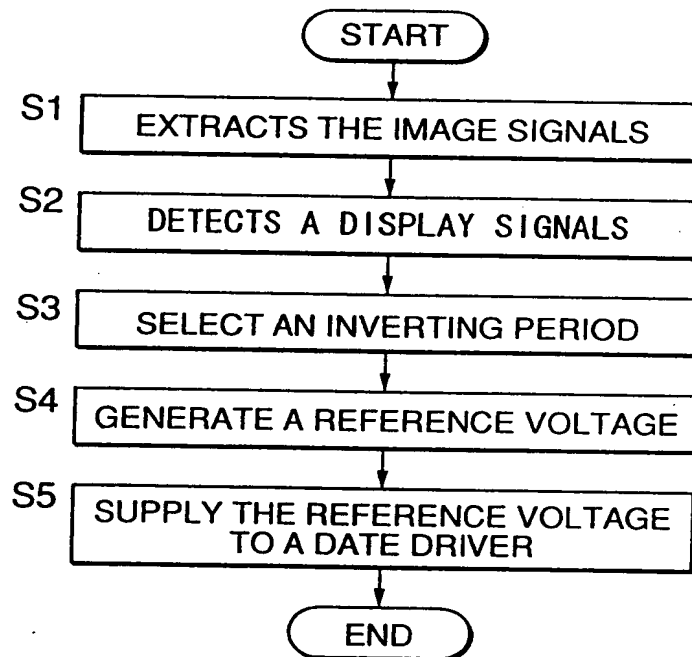 START
S1
EXTRACTS THE IMAGE SIGNALS
S2
DETECTS A DISPLAY SIGNALS
S3
SELECT AN INVERTING PERIOD
S4
GENERATE A REFERENCE VOLTAGE
S5
SUPPLY THE REFERENCE VOLTAGE
TO A DATE DRIVER
END